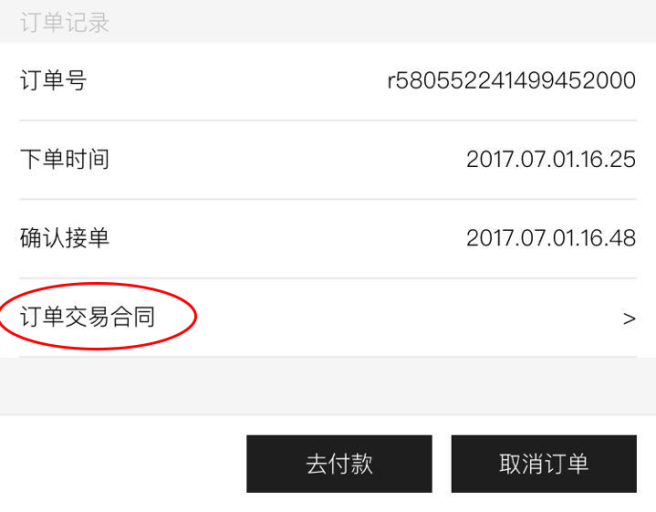 订单记录
订单号 r580552241499452000
下单时间 2017.07.01.16.25
确认接单 2017.07.01.16.48
订单交易合同 >
去付款 取消订单